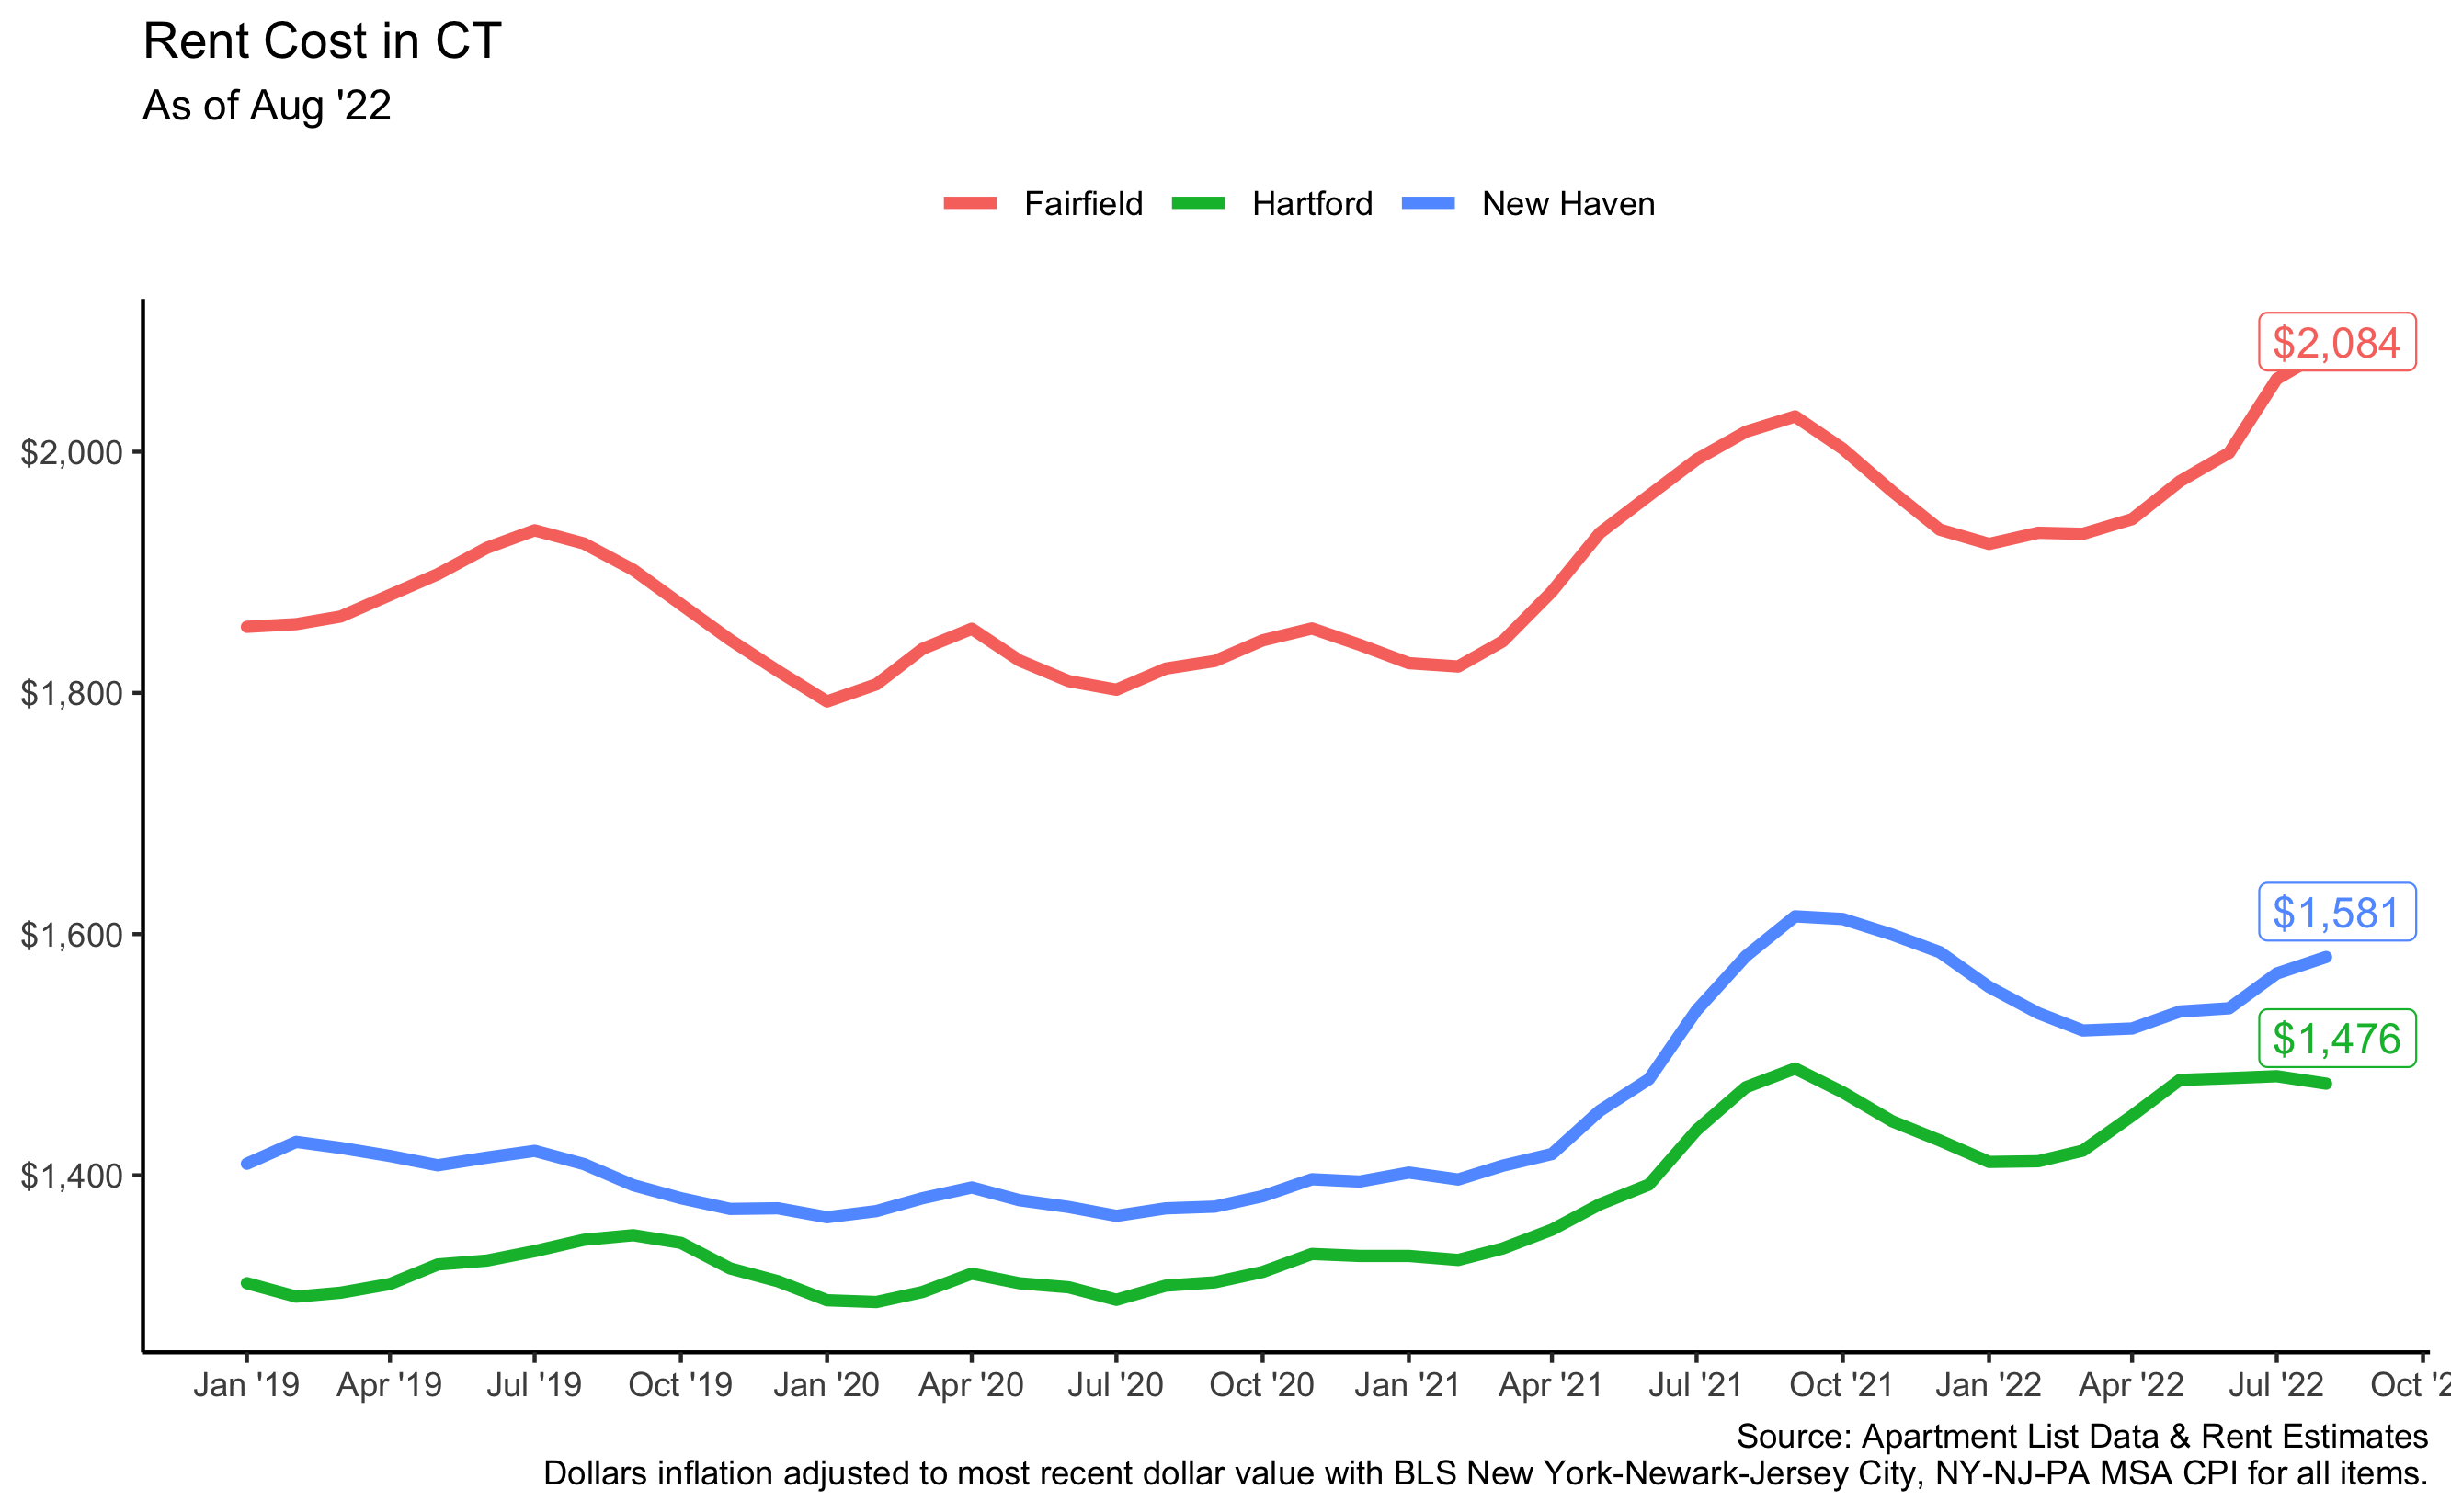 Rent Cost in CT
As of Aug '22
Fairfield Hartford New Haven
$2,084
$2,000
$1,800
$1,600
$1,581
$1,476
$1,400
Jan '19 Apr '19 Jul '19 Oct '19 Jan '20 Apr '20 Jul '20 Oct '20 Jan '21 Apr '21 Jul '21 Oct '21 Jan '22 Apr '22 Jul '22 Oct '2
Source: Apartment List Data & Rent Estimates
Dollars inflation adjusted to most recent dollar value with BLS New York-Newark-Jersey City, NY-NJ-PA MSA CPI for all items.